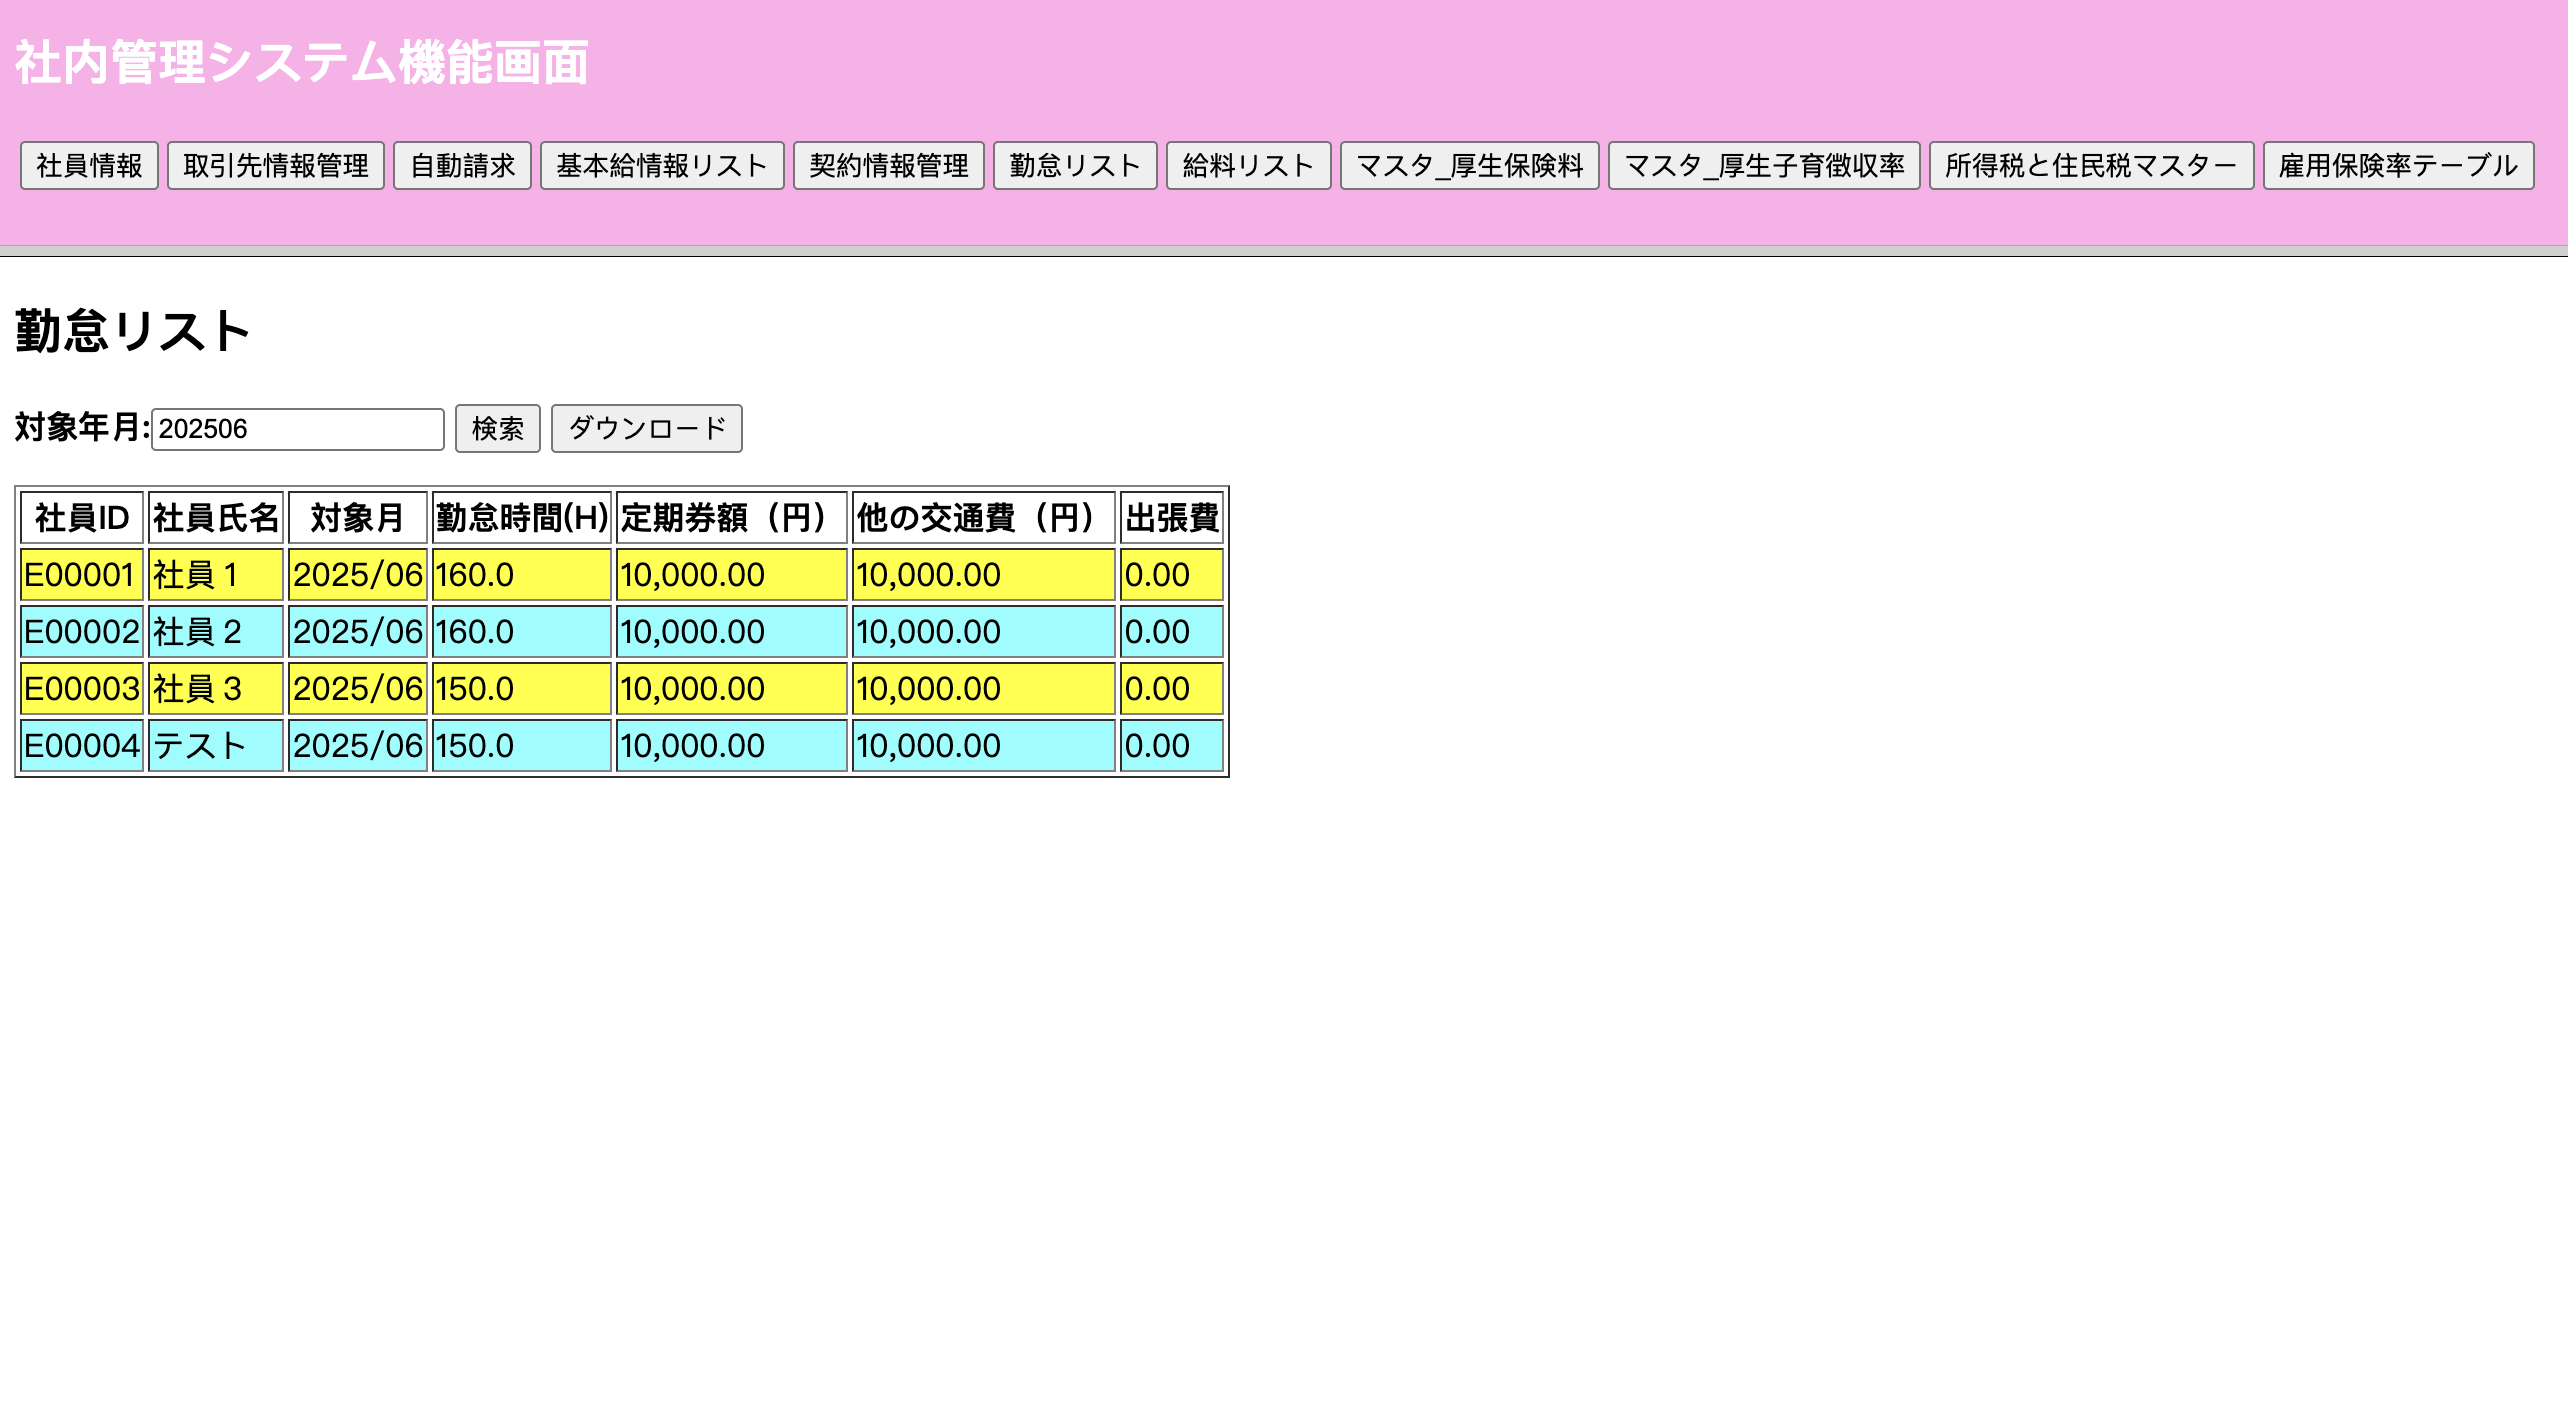 社内管理システム機能画面
社員情報 取引先情報管理 自動請求 基本給情報リスト 契約情報管理 勤怠リスト 給料リスト マスタ_厚生保険料 マスタ_厚生子育徴収率 所得税と住民税マスター 雇用保険率テーブル
勤怠リスト
対象年月:202506 検索 ダウンロード
社員ID 社員氏名 対象月 勤怠時間(H) 定期券額（円） 他の交通費（円） 出張費
E00001 社員１ 2025/06 160.0 10,000.00 10,000.00 0.00
E00002 社員２ 2025/06 160.0 10,000.00 10,000.00 0.00
E00003 社員３ 2025/06 150.0 10,000.00 10,000.00 0.00
E00004 テスト 2025/06 150.0 10,000.00 10,000.00 0.00